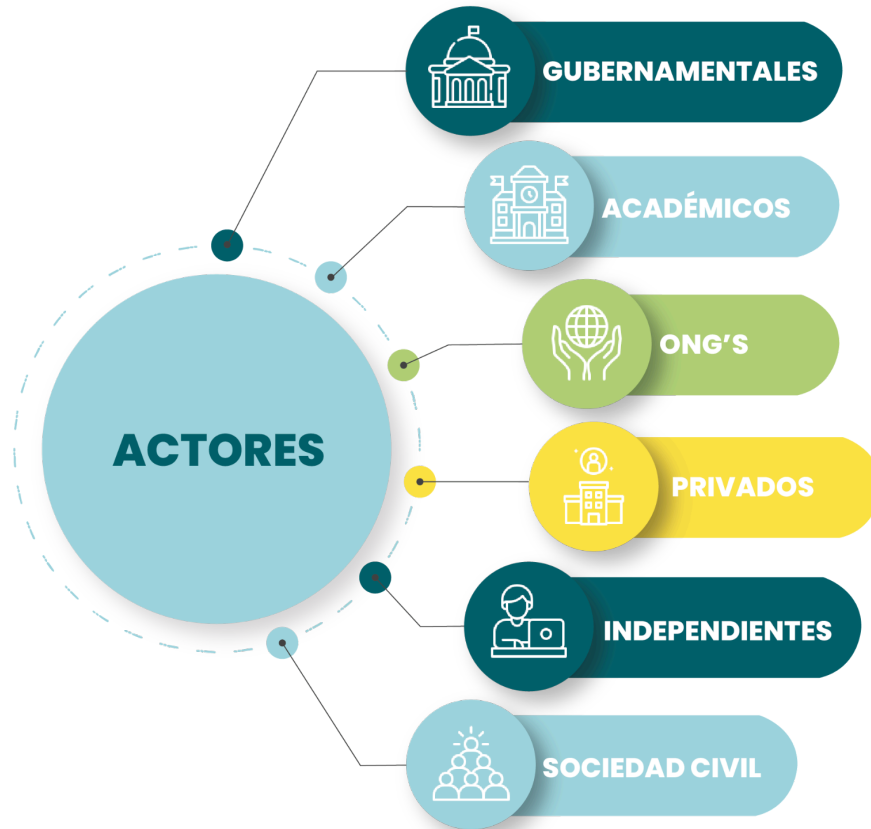 GUBERNAMENTALES
ACADÉMICOS
ONG'S
ACTORES
PRIVADOS
INDEPENDIENTES
SOCIEDAD CIVIL